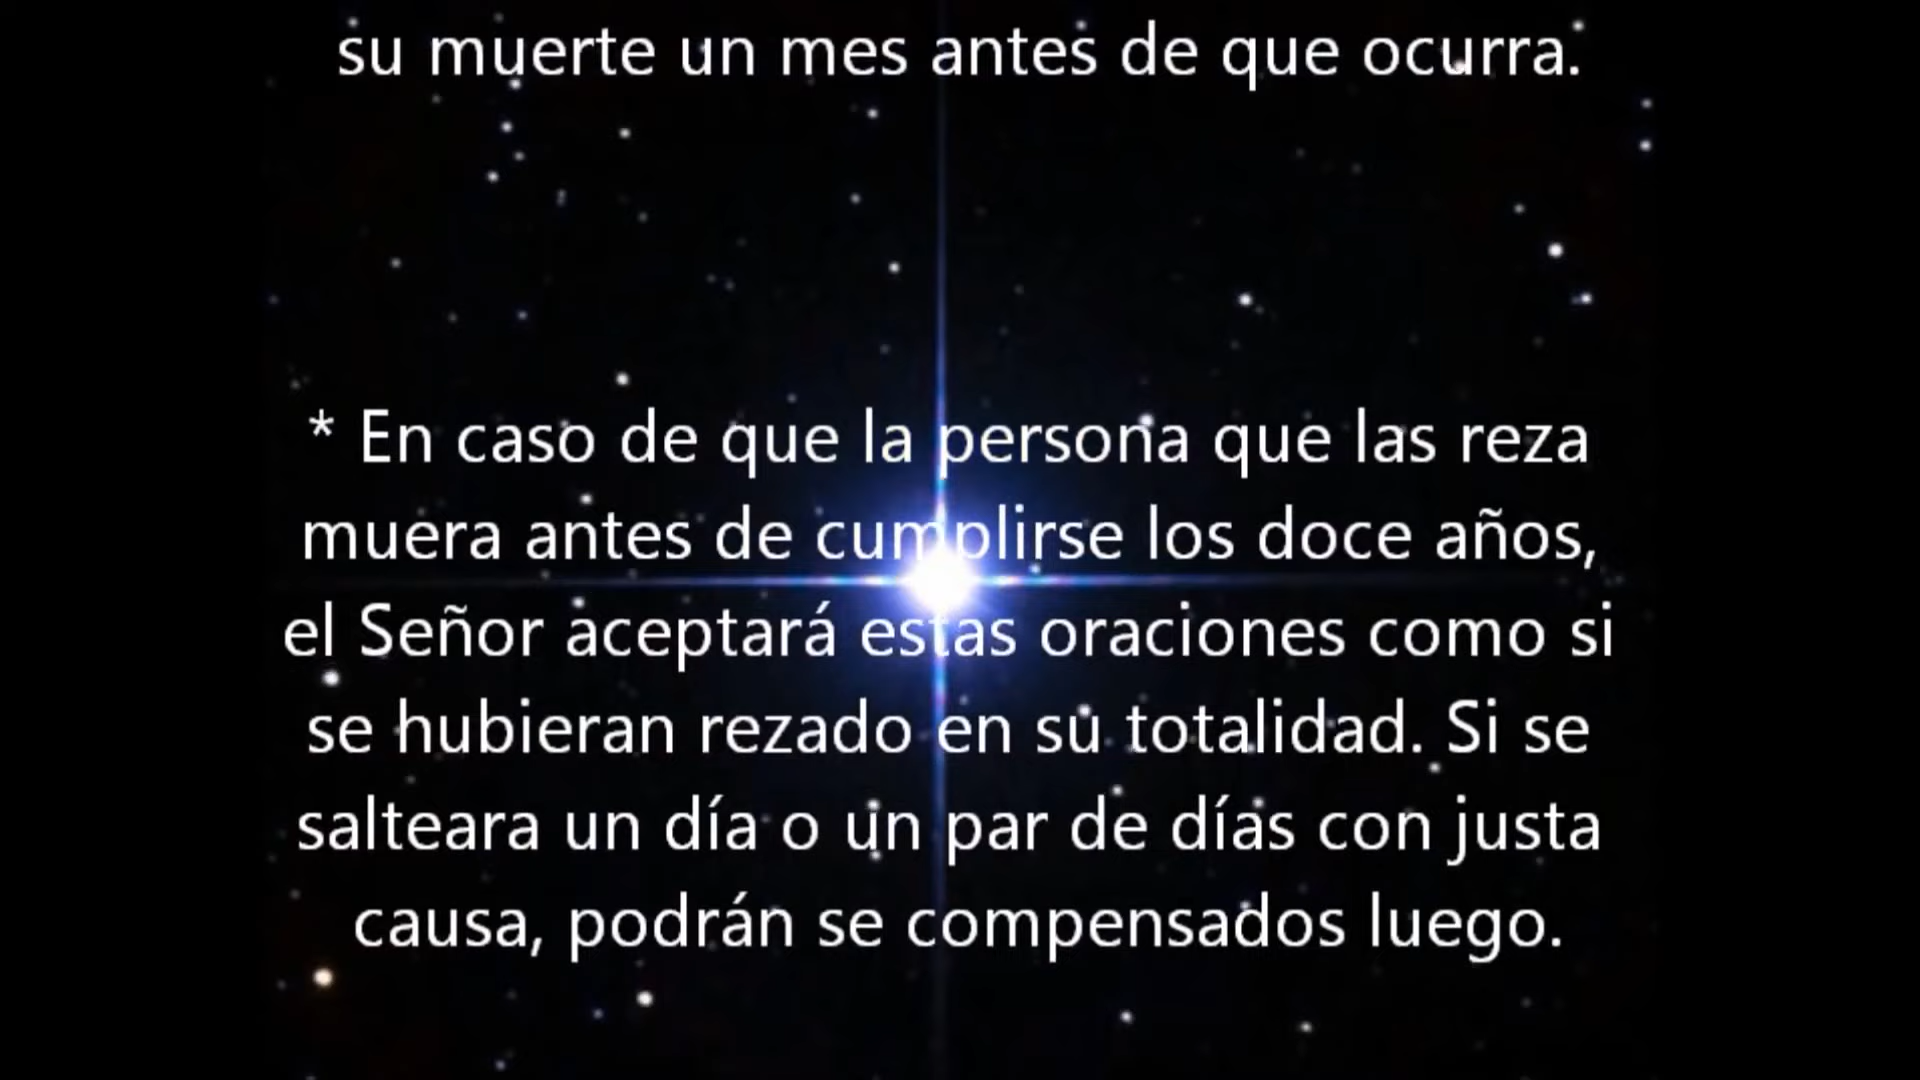 su muerte un mes antes de que ocurra.
* En caso de que la persona que las reza
muera antes de cumplirse los doce años,
el Señor aceptará estas oraciones como si
se hubieran rezado en su totalidad. Si se
salteara un día o un par de días con justa
causa, podrán se compensados luego.